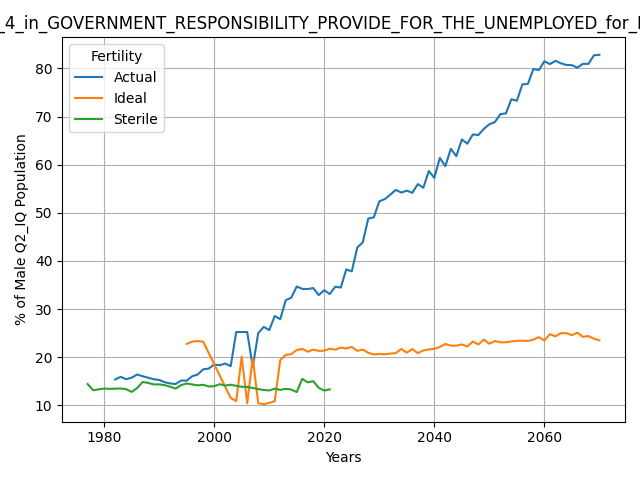 _4_in_GOVERNMENT_RESPONSIBILITY_PROVIDE_FOR_THE_UNEMPLOYED_for_
Fertility
Actual
Ideal
Sterile
% of Male Q2_IQ Population
80
70
60
50
40
30
20
10
1980 2000 2020 2040 2060
Years